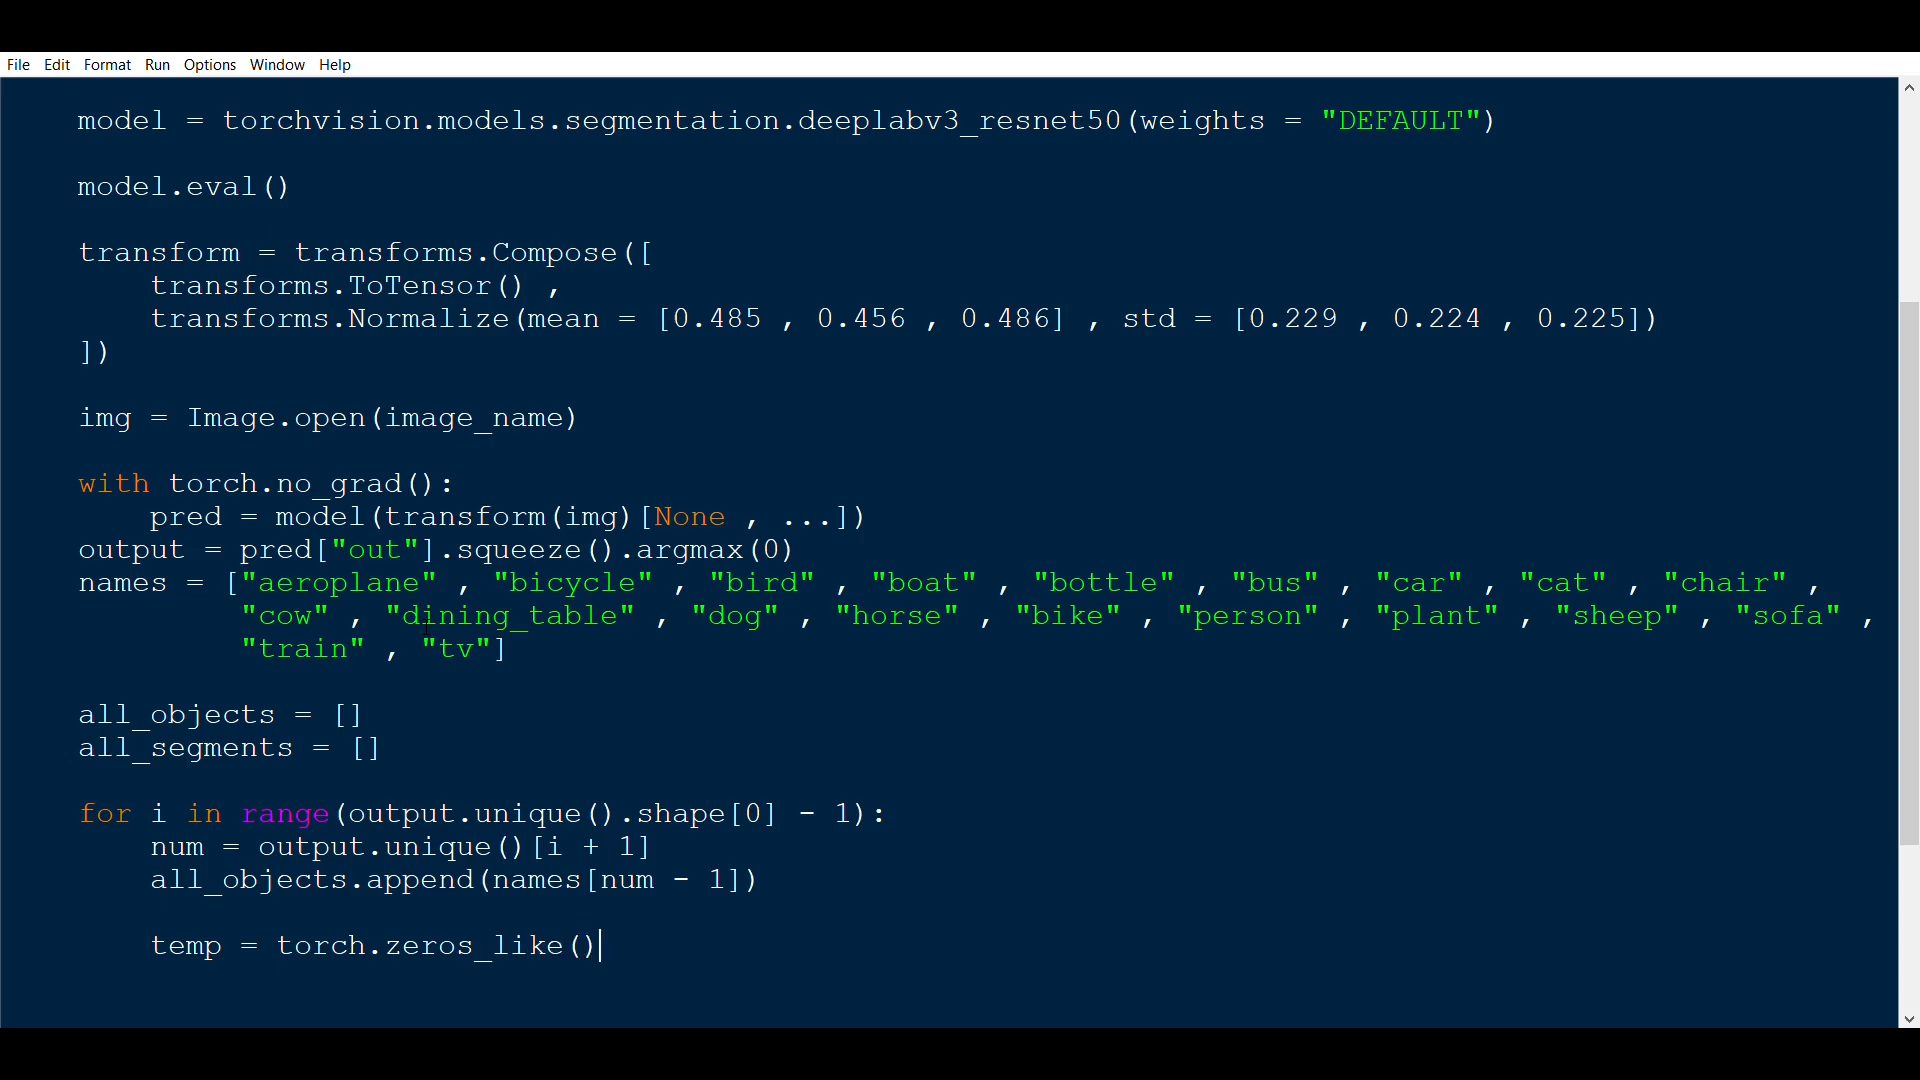 File Edit Format Run Options Window Help
model = torchvision.models.segmentation.deeplabv3_resnet50(weights = "DEFAULT")
model.eval()
transform = transforms.Compose([
transforms.ToTensor() ,
transforms.Normalize(mean = [0.485 , 0.456 , 0.486] , std = [0.229 , 0.224 , 0.225])
])
img = Image.open(image_name)
with torch.no_grad():
pred = model(transform(img)[None , ...])
output = pred["out"].squeeze().argmax(0)
names = ["aeroplane" , "bicycle" , "bird" , "boat" , "bottle" , "bus" , "car" , "cat" , "chair" ,
"cow" , "dining_table" , "dog" , "horse" , "bike" , "person" , "plant" , "sheep" , "sofa" ,
"train" , "tv"]
all_objects = []
all_segments = []
for i in range(output.unique().shape[0] - 1):
num = output.unique()[i + 1]
all_objects.append(names[num - 1])
temp = torch.zeros_like()